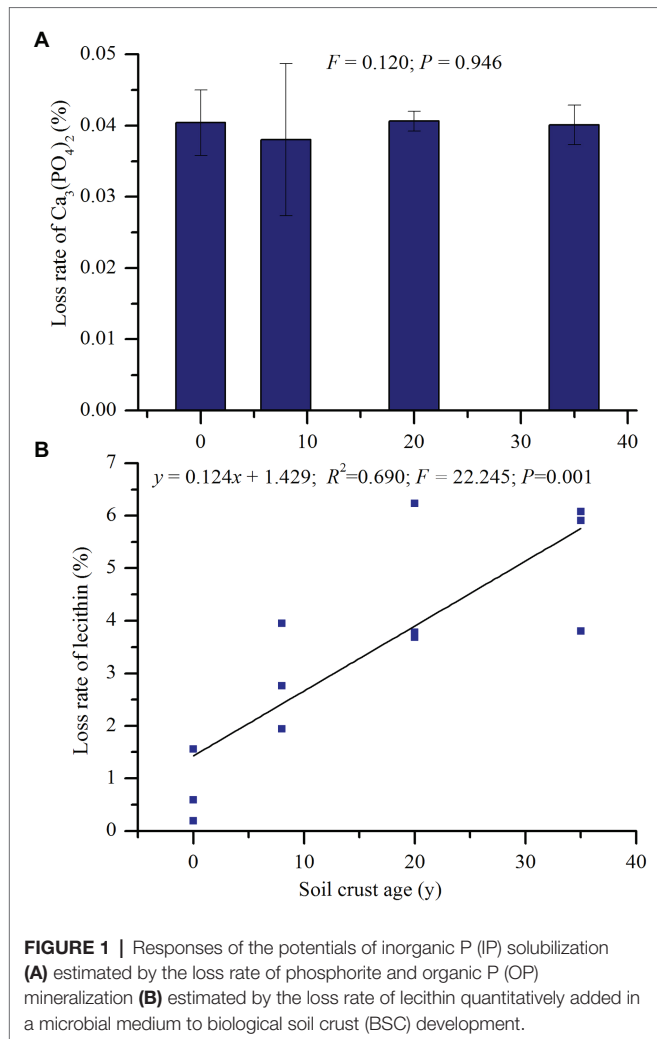 A
F = 0.120; P = 0.946
0.05
0.04
0.03
0.02
0.01
0.00
Loss rate of Ca₃(PO₄)₂ (%)
0 10 20 30 40
B
y = 0.124x + 1.429; R²=0.690; F = 22.245; P=0.001
7
6
5
4
3
2
1
0
Loss rate of lecithin (%)
0 10 20 30 40
Soil crust age (y)
FIGURE 1 | Responses of the potentials of inorganic P (IP) solubilization
(A) estimated by the loss rate of phosphorite and organic P (OP)
mineralization (B) estimated by the loss rate of lecithin quantitatively added in
a microbial medium to biological soil crust (BSC) development.